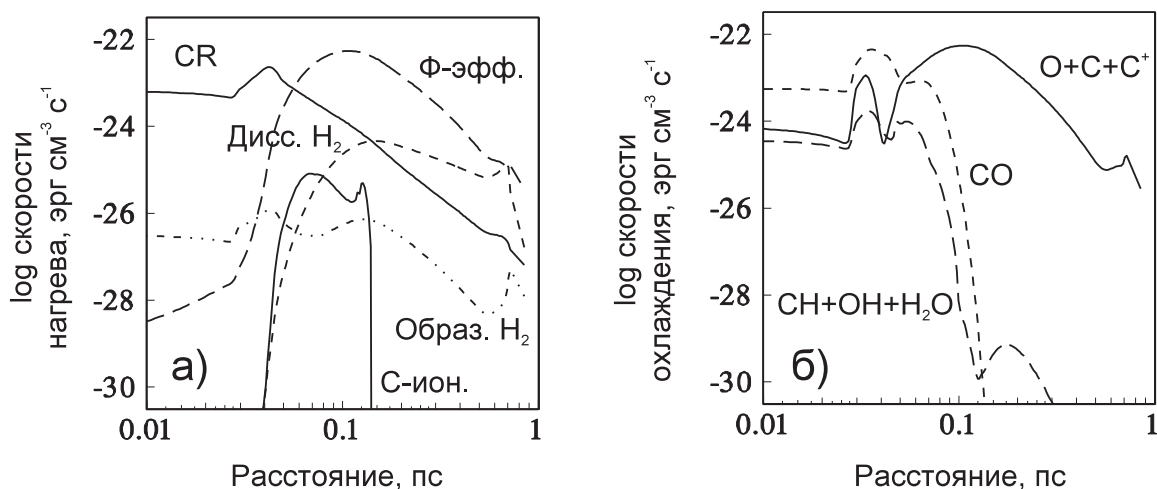 log скорости
нагрева, эрг см⁻³ с⁻¹
-22
-24
-26
-28
-30
CR
Ф-эфф.
Дисс. H₂
Образ. H₂
С-ион.
а)
0.01
0.1
1
Расстояние, пс
log скорости
охлаждения, эрг см⁻³ с⁻¹
-22
-24
-26
-28
-30
O+C+C⁺
CO
CH+OH+H₂O
б)
0.01
0.1
1
Расстояние, пс